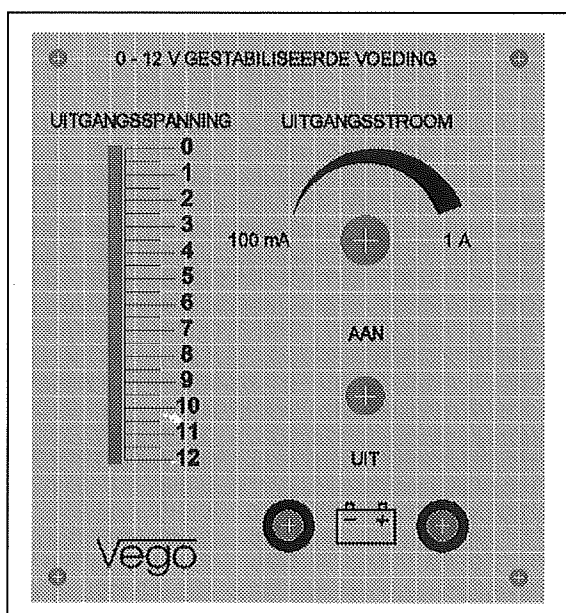 0 - 12 V GESTABILISEERDE VOEDING
UITGANGSSPANNING
UITGANGSSTROOM
0
1
2
3
4
5
6
7
8
9
10
11
12
100 mA
1 A
AAN
UIT
- +
Vego